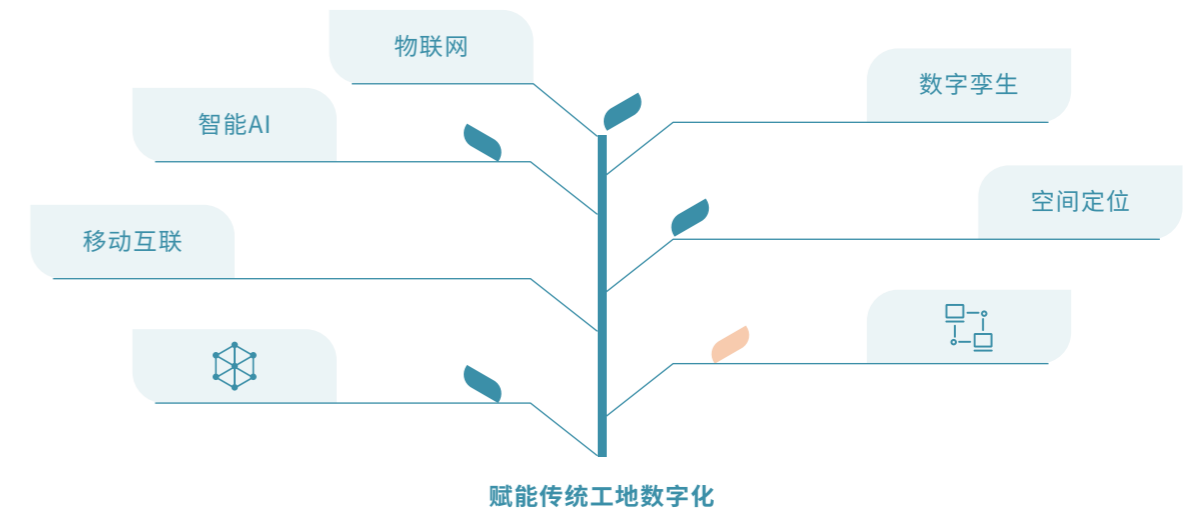 物联网
数字孪生
智能AI
空间定位
移动互联
赋能传统工地数字化